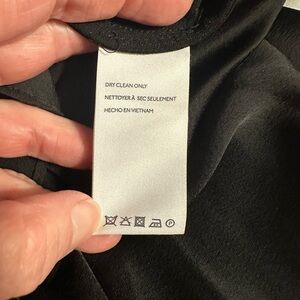 DRY CLEAN ONLY
NETTOYER À SEC SEULEMENT
HECHO EN VIETNAM